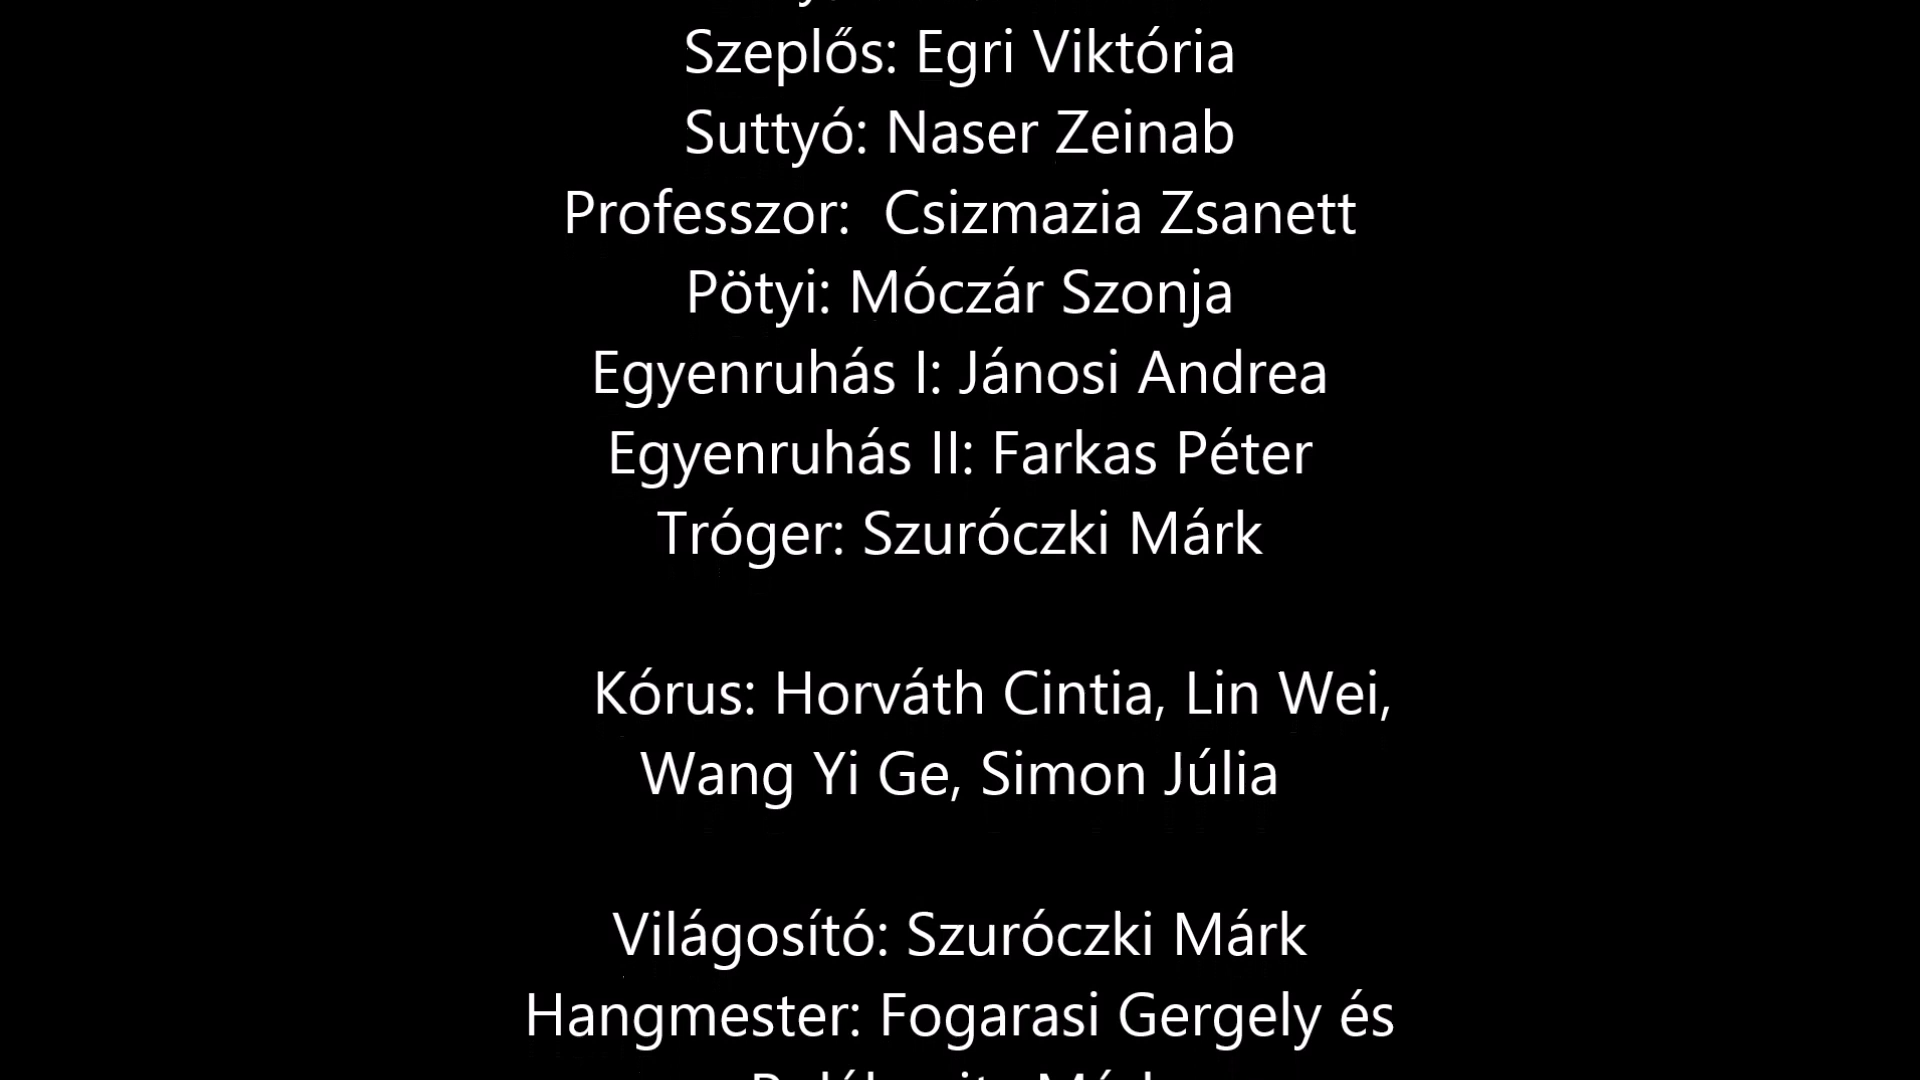 Szeplős: Egri Viktória
Suttyó: Naser Zeinab
Professzor:  Csizmazia Zsanett
Pötyi: Móczár Szonja
Egyenruhás I: Jánosi Andrea
Egyenruhás II: Farkas Péter
Tróger: Szuróczki Márk
Kórus: Horváth Cintia, Lin Wei,
Wang Yi Ge, Simon Júlia
Világosító: Szuróczki Márk
Hangmester: Fogarasi Gergely és